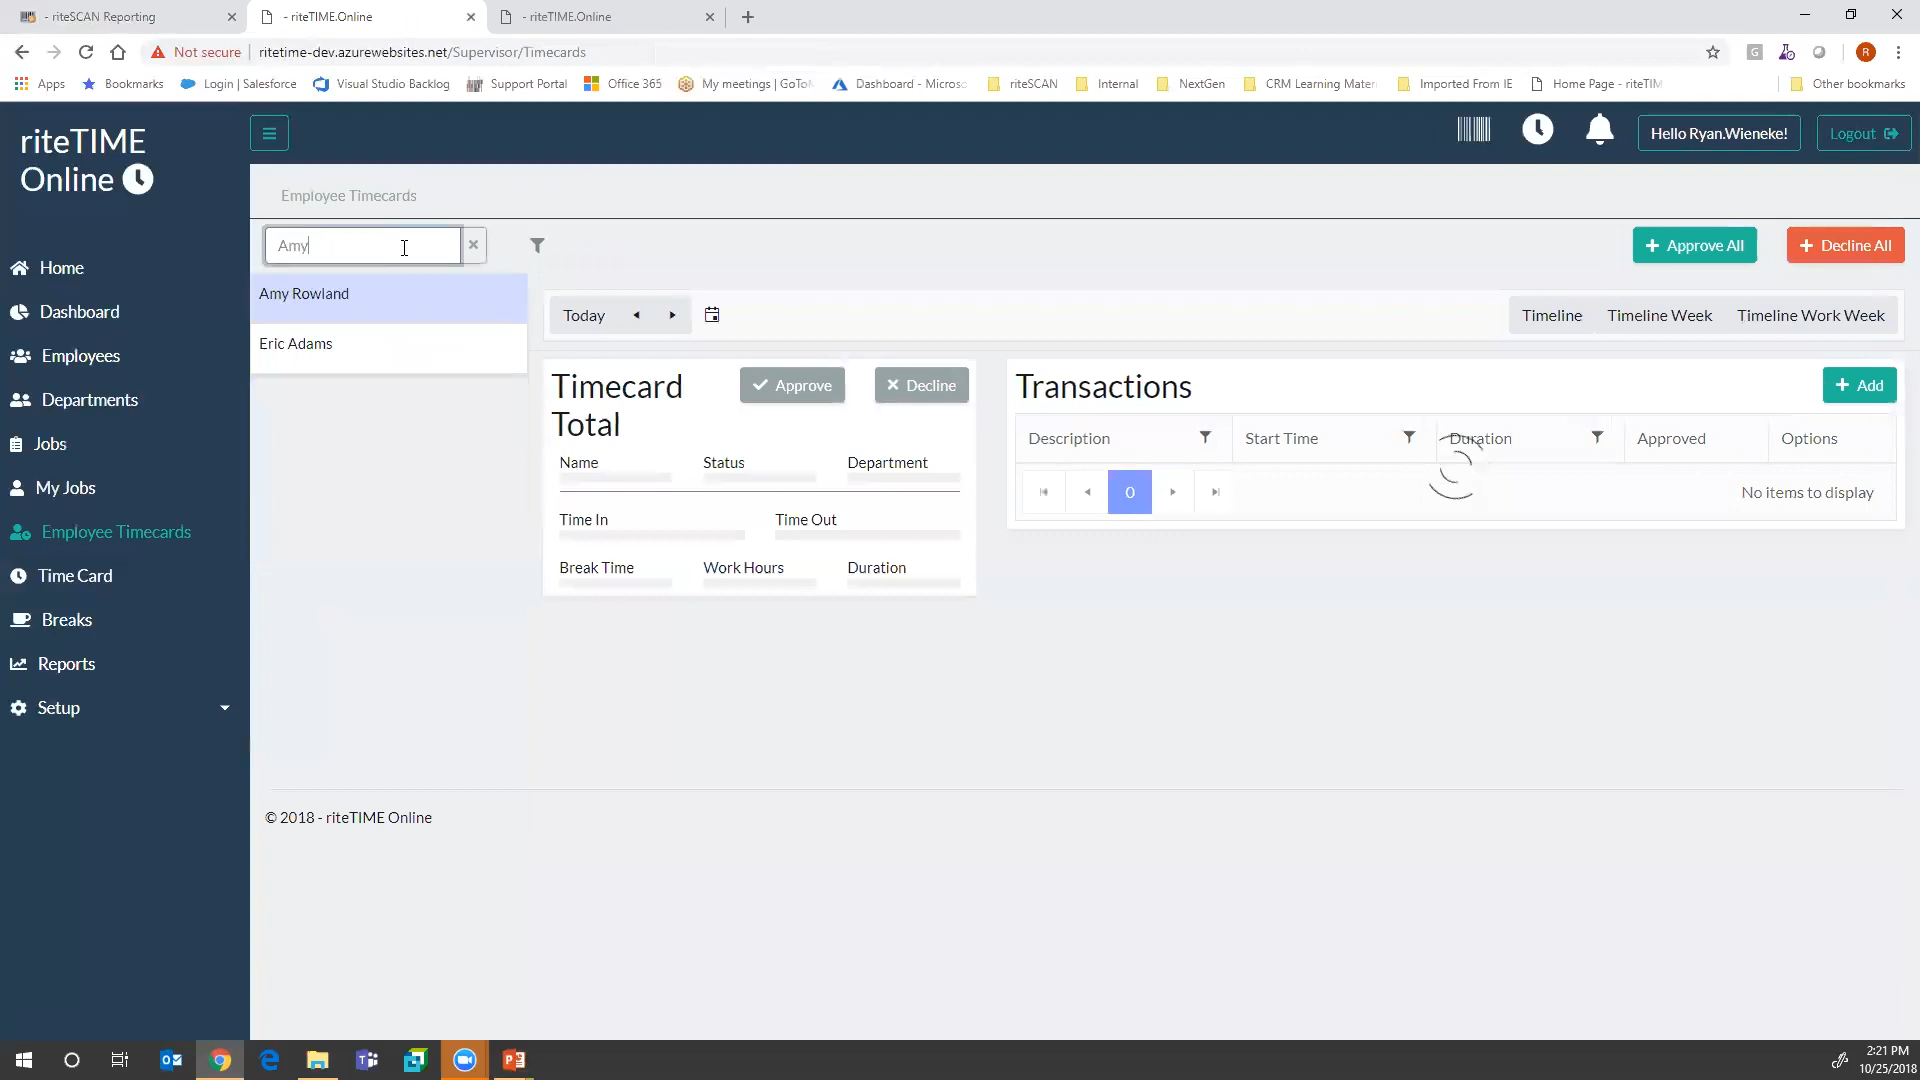 - riteSCAN Reporting
- riteTIME.Online
- riteTIME.Online
Not secure
ritetime-dev.azurewebsites.net/Supervisor/Timecards
G
R
Apps
Bookmarks
Login | Salesforce
Visual Studio Backlog
Support Portal
Office 365
My meetings | GoTo
Dashboard - Micros
riteSCAN
Internal
NextGen
CRM Learning Mater
Imported From IE
Home Page - riteTIM
Other bookmarks
riteTIME
Online
Hello Ryan.Wieneke!
Logout
Employee Timecards
Amy
Approve All
Decline All
Home
Dashboard
Employees
Departments
Jobs
My Jobs
Employee Timecards
Time Card
Breaks
Reports
Setup
Amy Rowland
Eric Adams
Today
Timeline
Timeline Week
Timeline Work Week
Timecard
Total
Approve
Decline
Name
Status
Department
Time In
Time Out
Break Time
Work Hours
Duration
Transactions
Add
Description
Start Time
Duration
Approved
Options
0
No items to display
© 2018 - riteTIME Online
2:21 PM
10/25/2018